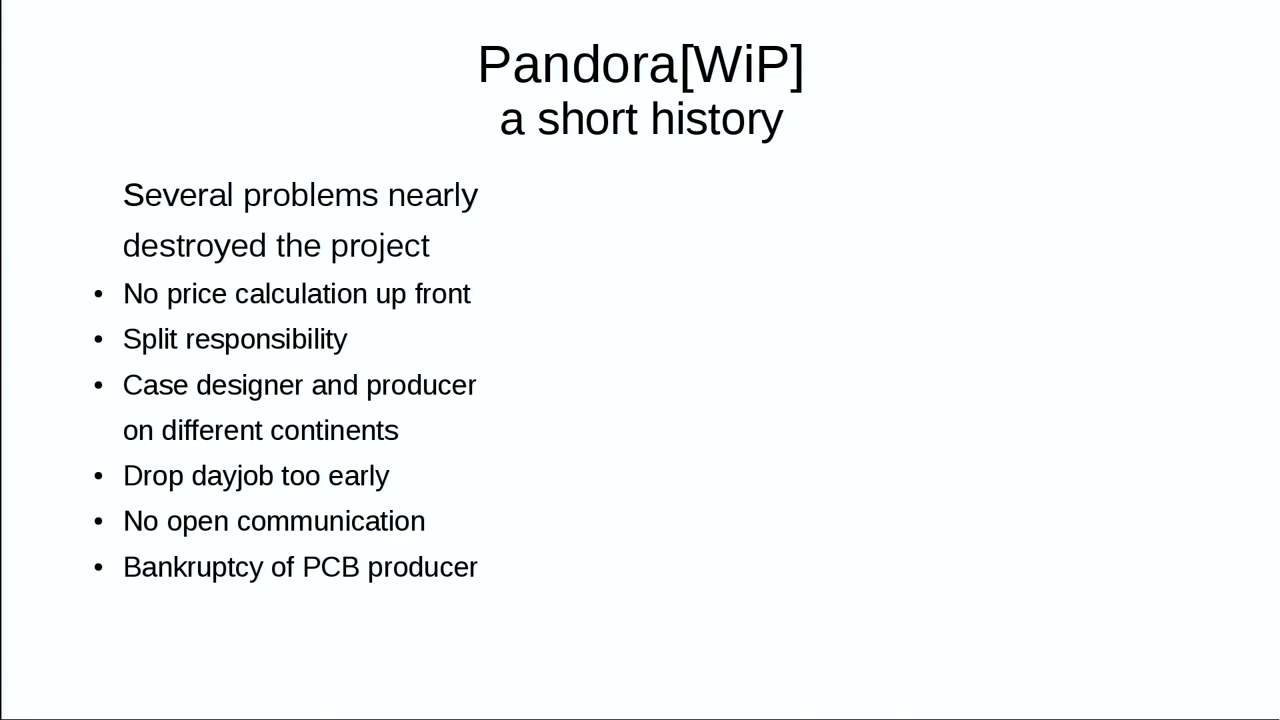 Pandora[WiP]
a short history
Several problems nearly
destroyed the project
• No price calculation up front
• Split responsibility
• Case designer and producer
on different continents
• Drop dayjob too early
• No open communication
• Bankruptcy of PCB producer